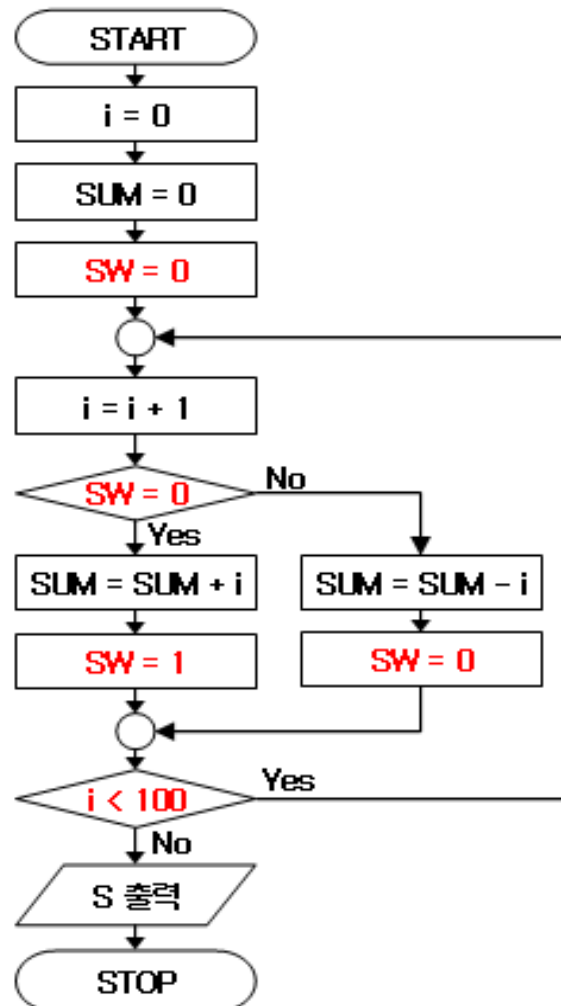 START
i = 0
SUM = 0
SW = 0
i = i + 1
SW = 0
No
Yes
SUM = SUM + i
SUM = SUM - i
SW = 1
SW = 0
i < 100
Yes
No
S 출력
STOP